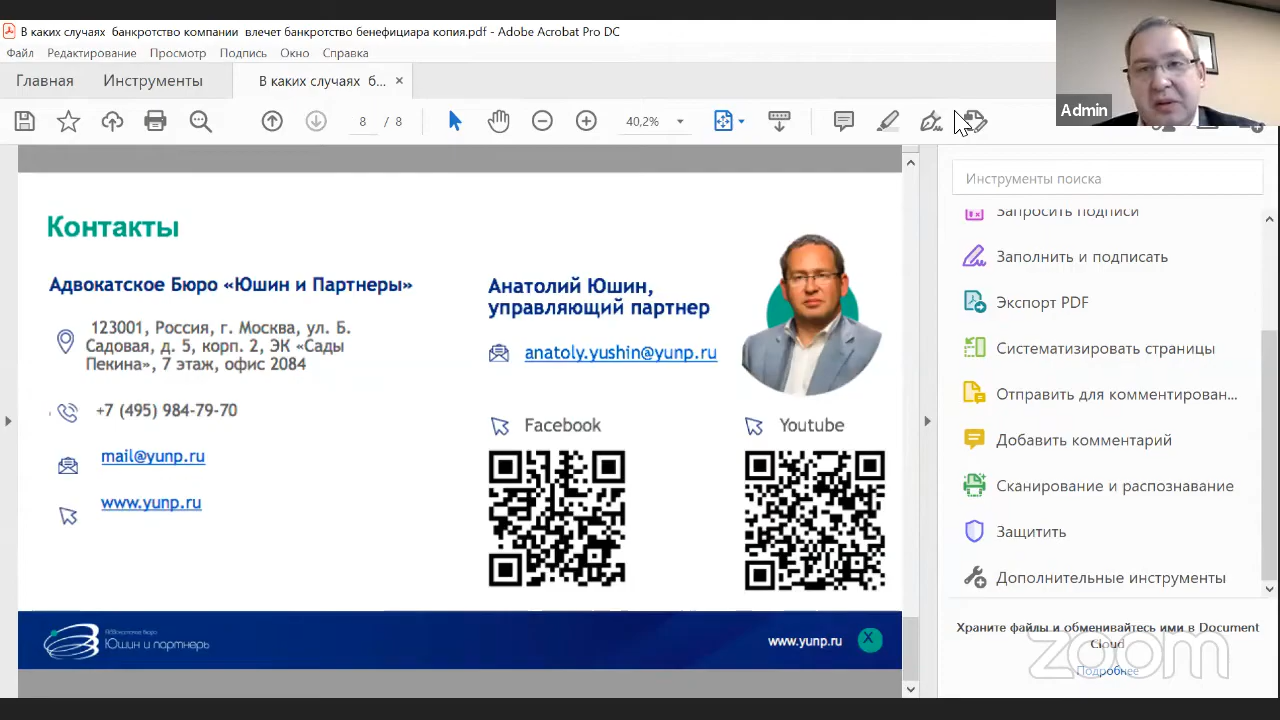 В каких случаях банкротство компании влечет банкротство бенефициара копия.pdf - Adobe Acrobat Pro DC
Файл Редактирование Просмотр Подпись Окно Справка
Главная Инструменты В каких случаях б... ×
8 / 8 40,2%
Admin
Контакты
Адвокатское Бюро «Юшин и Партнеры»
123001, Россия, г. Москва, ул. Б.
Садовая, д. 5, корп. 2, ЭК «Сады
Пекина», 7 этаж, офис 2084
+7 (495) 984-79-70
mail@yunp.ru
www.yunp.ru
Анатолий Юшин,
управляющий партнер
anatoly.yushin@yunp.ru
Facebook
Youtube
Юшин и партнеры
www.yunp.ru
X
Инструменты поиска
Запросить подписи
Заполнить и подписать
Экспорт PDF
Систематизировать страницы
Отправить для комментирован...
Добавить комментарий
Сканирование и распознавание
Защитить
Дополнительные инструменты
Храните файлы и обменивайтесь ими в Document
Cloud
Подробнее
zoom